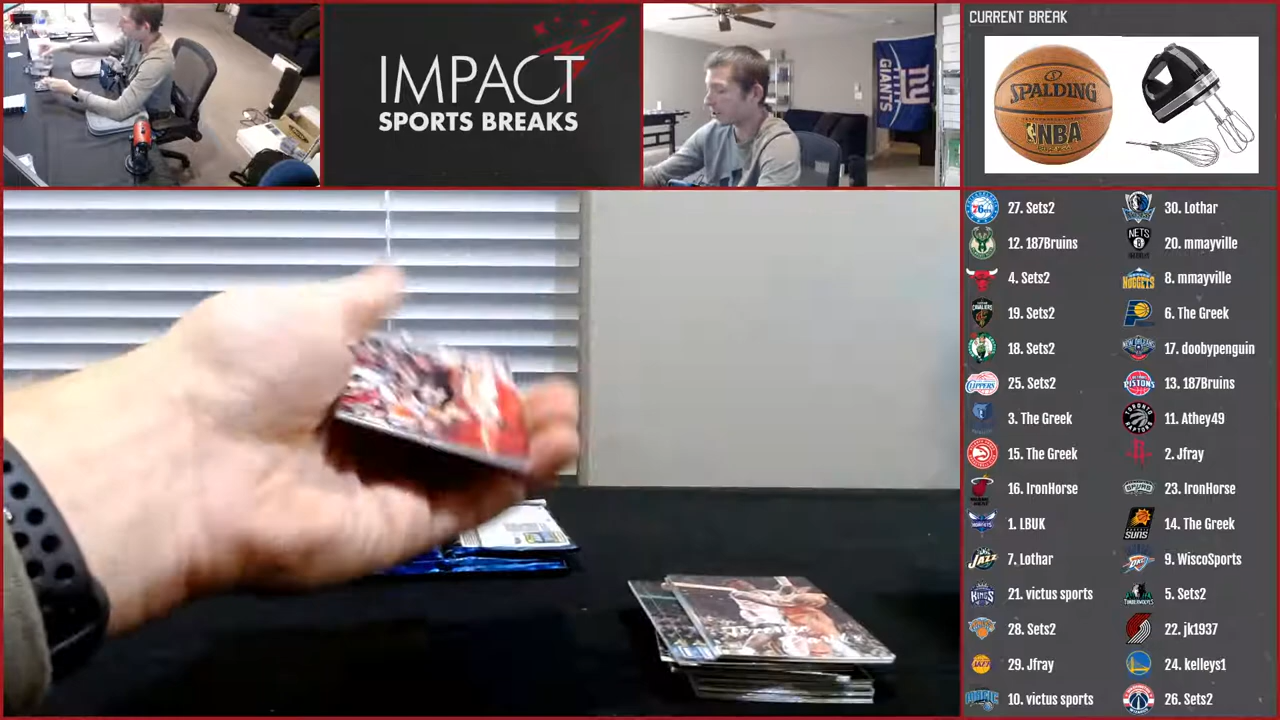 IMPACT
SPORTS BREAKS
ny
GIANTS
CURRENT BREAK
SPALDING
NBA
27. Sets2
12. 187Bruins
4. Sets2
19. Sets2
18. Sets2
25. Sets2
3. The Greek
15. The Greek
16. IronHorse
1. LBUK
7. Lothar
21. victus sports
28. Sets2
29. Jfray
10. victus sports
30. Lothar
20. mmayville
8. mmayville
6. The Greek
17. doobypenguin
13. 187Bruins
11. Athey49
2. Jfray
23. IronHorse
14. The Greek
9. WiscoSports
5. Sets2
22. jk1937
24. kelleys1
26. Sets2